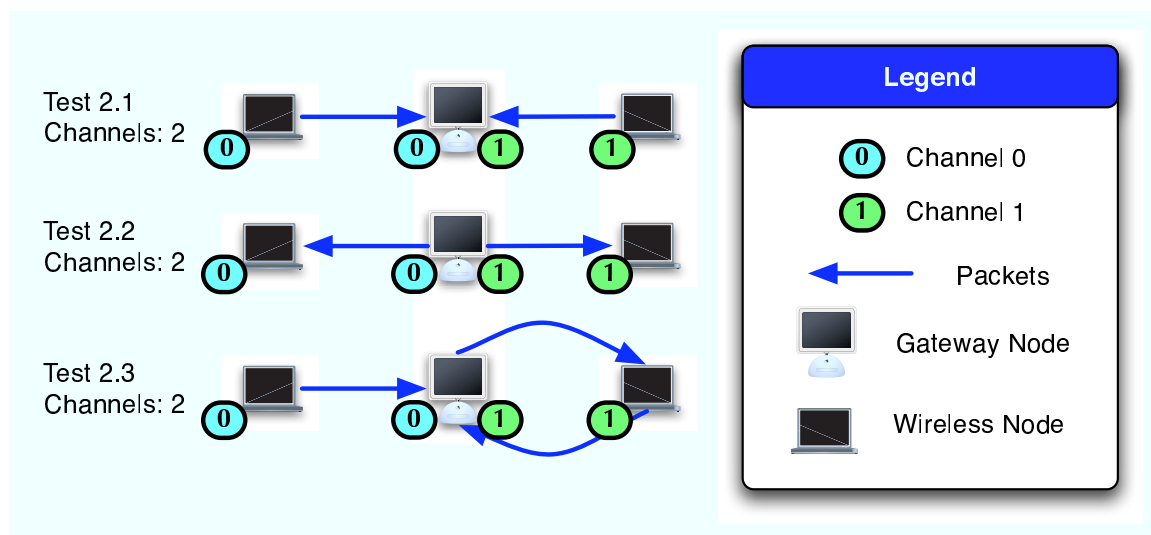 Test 2.1
Channels: 2
0
0
1
1
Test 2.2
Channels: 2
0
0
1
1
Test 2.3
Channels: 2
0
0
1
1
Legend
0 Channel 0
1 Channel 1
Packets
Gateway Node
Wireless Node